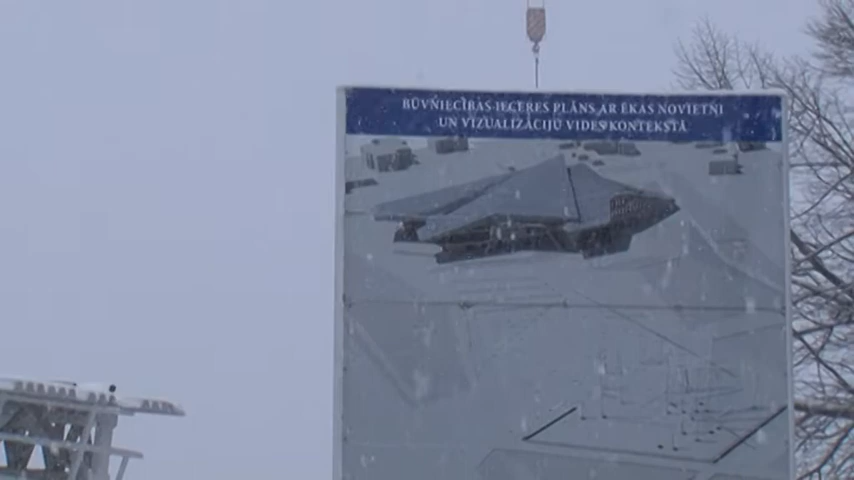 BŪVNIECĪBAS IECERES PLĀNS AR ĒKAS NOVIETNI
UN VIZUALIZĀCIJU VIDES KONTEKSTĀ